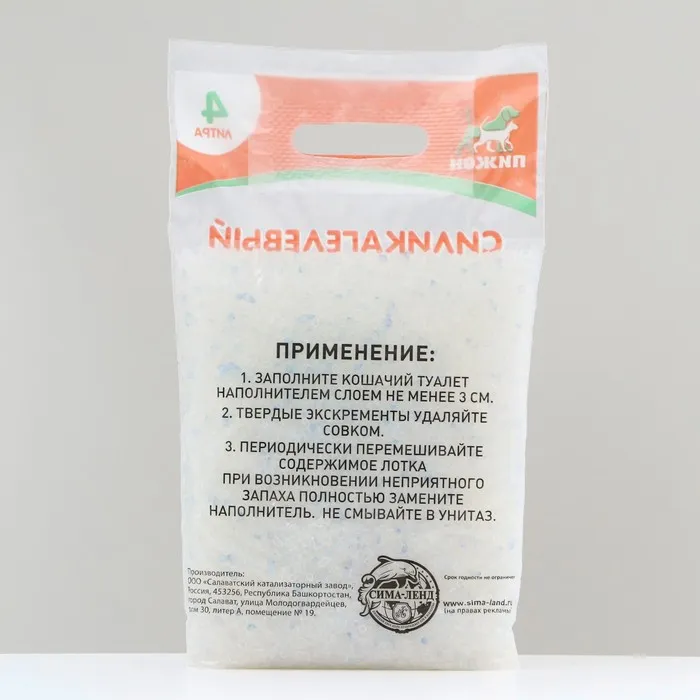 4
ЛИТРА
ПИЖОН
СИЛИКАГЕЛЕВЫЙ
ПРИМЕНЕНИЕ:
1. ЗАПОЛНИТЕ КОШАЧИЙ ТУАЛЕТ
НАПОЛНИТЕЛЕМ СЛОЕМ НЕ МЕНЕЕ 3 СМ.
2. ТВЕРДЫЕ ЭКСКРЕМЕНТЫ УДАЛЯЙТЕ
СОВКОМ.
3. ПЕРИОДИЧЕСКИ ПЕРЕМЕШИВАЙТЕ
СОДЕРЖИМОЕ ЛОТКА
ПРИ ВОЗНИКНОВЕНИИ НЕПРИЯТНОГО
ЗАПАХА ПОЛНОСТЬЮ ЗАМЕНИТЕ
НАПОЛНИТЕЛЬ. НЕ СМЫВАЙТЕ В УНИТАЗ.
Производитель:
ООО «Салаватский катализаторный завод»,
Россия, 453256, Республика Башкортостан,
город Салават, улица Молодогвардейцев,
дом 30, литер А, помещение № 19.
СИМА-ЛЕНД
Срок годности не ограничен
www.sima-land.ru
(на правах рекламы)